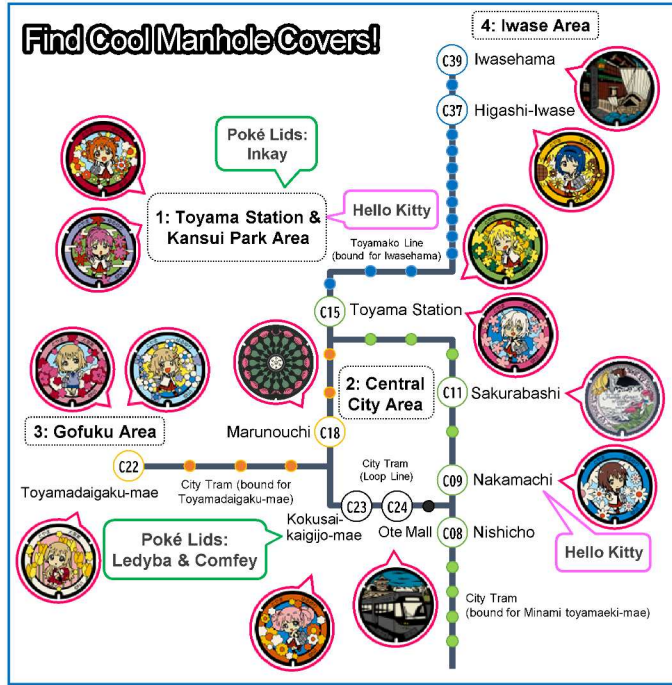 Find Cool Manhole Covers!
4: Iwase Area
C39 Iwasehama
C37 Higashi-Iwase
Poké Lids:
Inkay
1: Toyama Station &
Kansui Park Area
Hello Kitty
Toyamako Line
(bound for Iwasehama)
C15 Toyama Station
2: Central
City Area
C11 Sakurabashi
3: Gofuku Area
Marunouchi C18
C22
Toyamadaigaku-mae
City Tram (bound for
Toyamadaigaku-mae)
City Tram
(Loop Line)
C09 Nakamachi
C23 C24
Kokusai-
kaigijo-mae
Ote Mall
C08 Nishicho
Poké Lids:
Ledyba & Comfey
Hello Kitty
City Tram
(bound for Minami toyamaeki-mae)